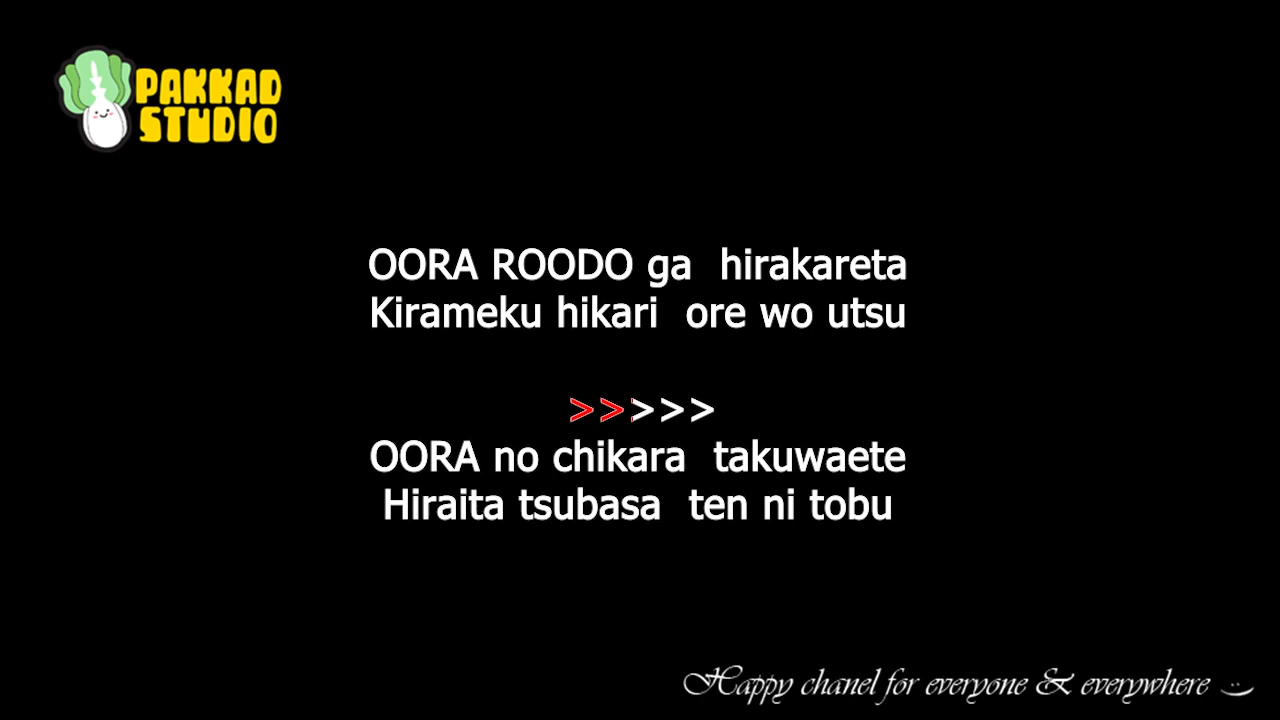 PAKKAD
STUDIO
OORA ROODO ga  hirakareta
Kirameku hikari  ore wo utsu
>>>>>
OORA no chikara  takuwaete
Hiraita tsubasa  ten ni tobu
Happy chanel for everyone & everywhere :)